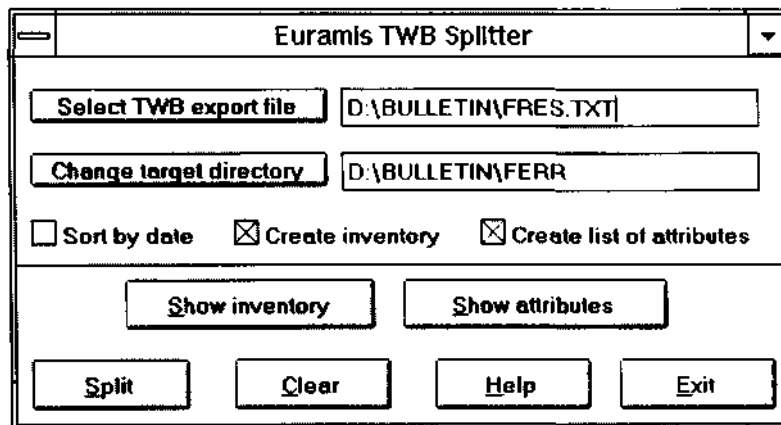 Euramis TWB Splitter
Select TWB export file D:\BULLETIN\FRES.TXT
Change target directory D:\BULLETIN\FERR
Sort by date Create inventory Create list of attributes
Show inventory Show attributes
Split Clear Help Exit